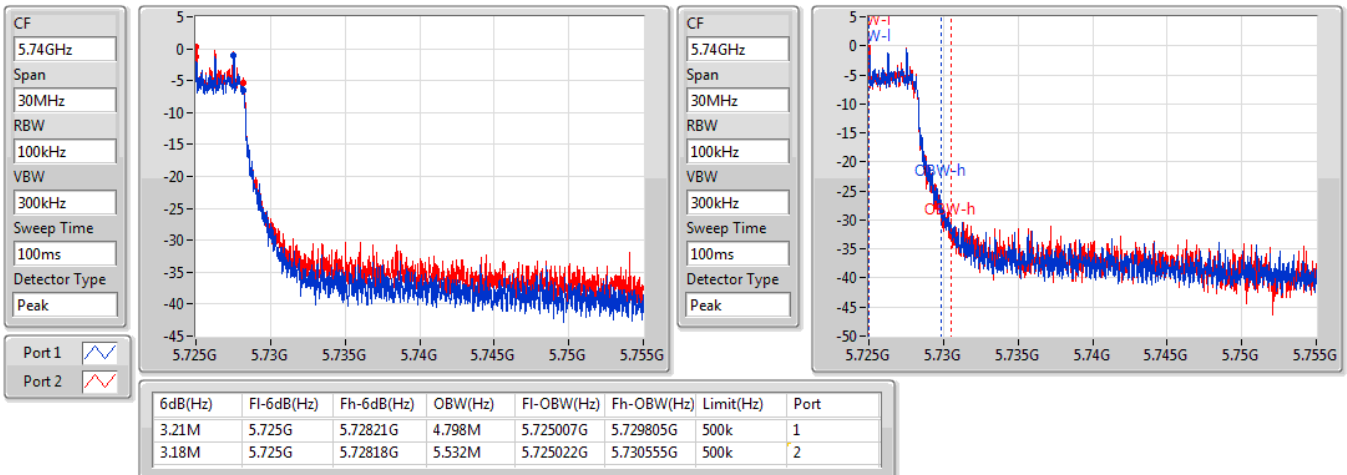 CF
5.74GHz
Span
30MHz
RBW
100kHz
VBW
300kHz
Sweep Time
100ms
Detector Type
Peak
Port 1
Port 2
5
0
-5
-10
-15
-20
-25
-30
-35
-40
-45
5.725G 5.73G 5.735G 5.74G 5.745G 5.75G 5.755G
CF
5.74GHz
Span
30MHz
RBW
100kHz
VBW
300kHz
Sweep Time
100ms
Detector Type
Peak
5
0
-5
-10
-15
-20
-25
-30
-35
-40
-45
-50
W-l
W-l
OBW-h
OBW-h
5.725G 5.73G 5.735G 5.74G 5.745G 5.75G 5.755G
6dB(Hz) Fl-6dB(Hz) Fh-6dB(Hz) OBW(Hz) Fl-OBW(Hz) Fh-OBW(Hz) Limit(Hz) Port
3.21M 5.725G 5.72821G 4.798M 5.725007G 5.729805G 500k 1
3.18M 5.725G 5.72818G 5.532M 5.725022G 5.730555G 500k 2